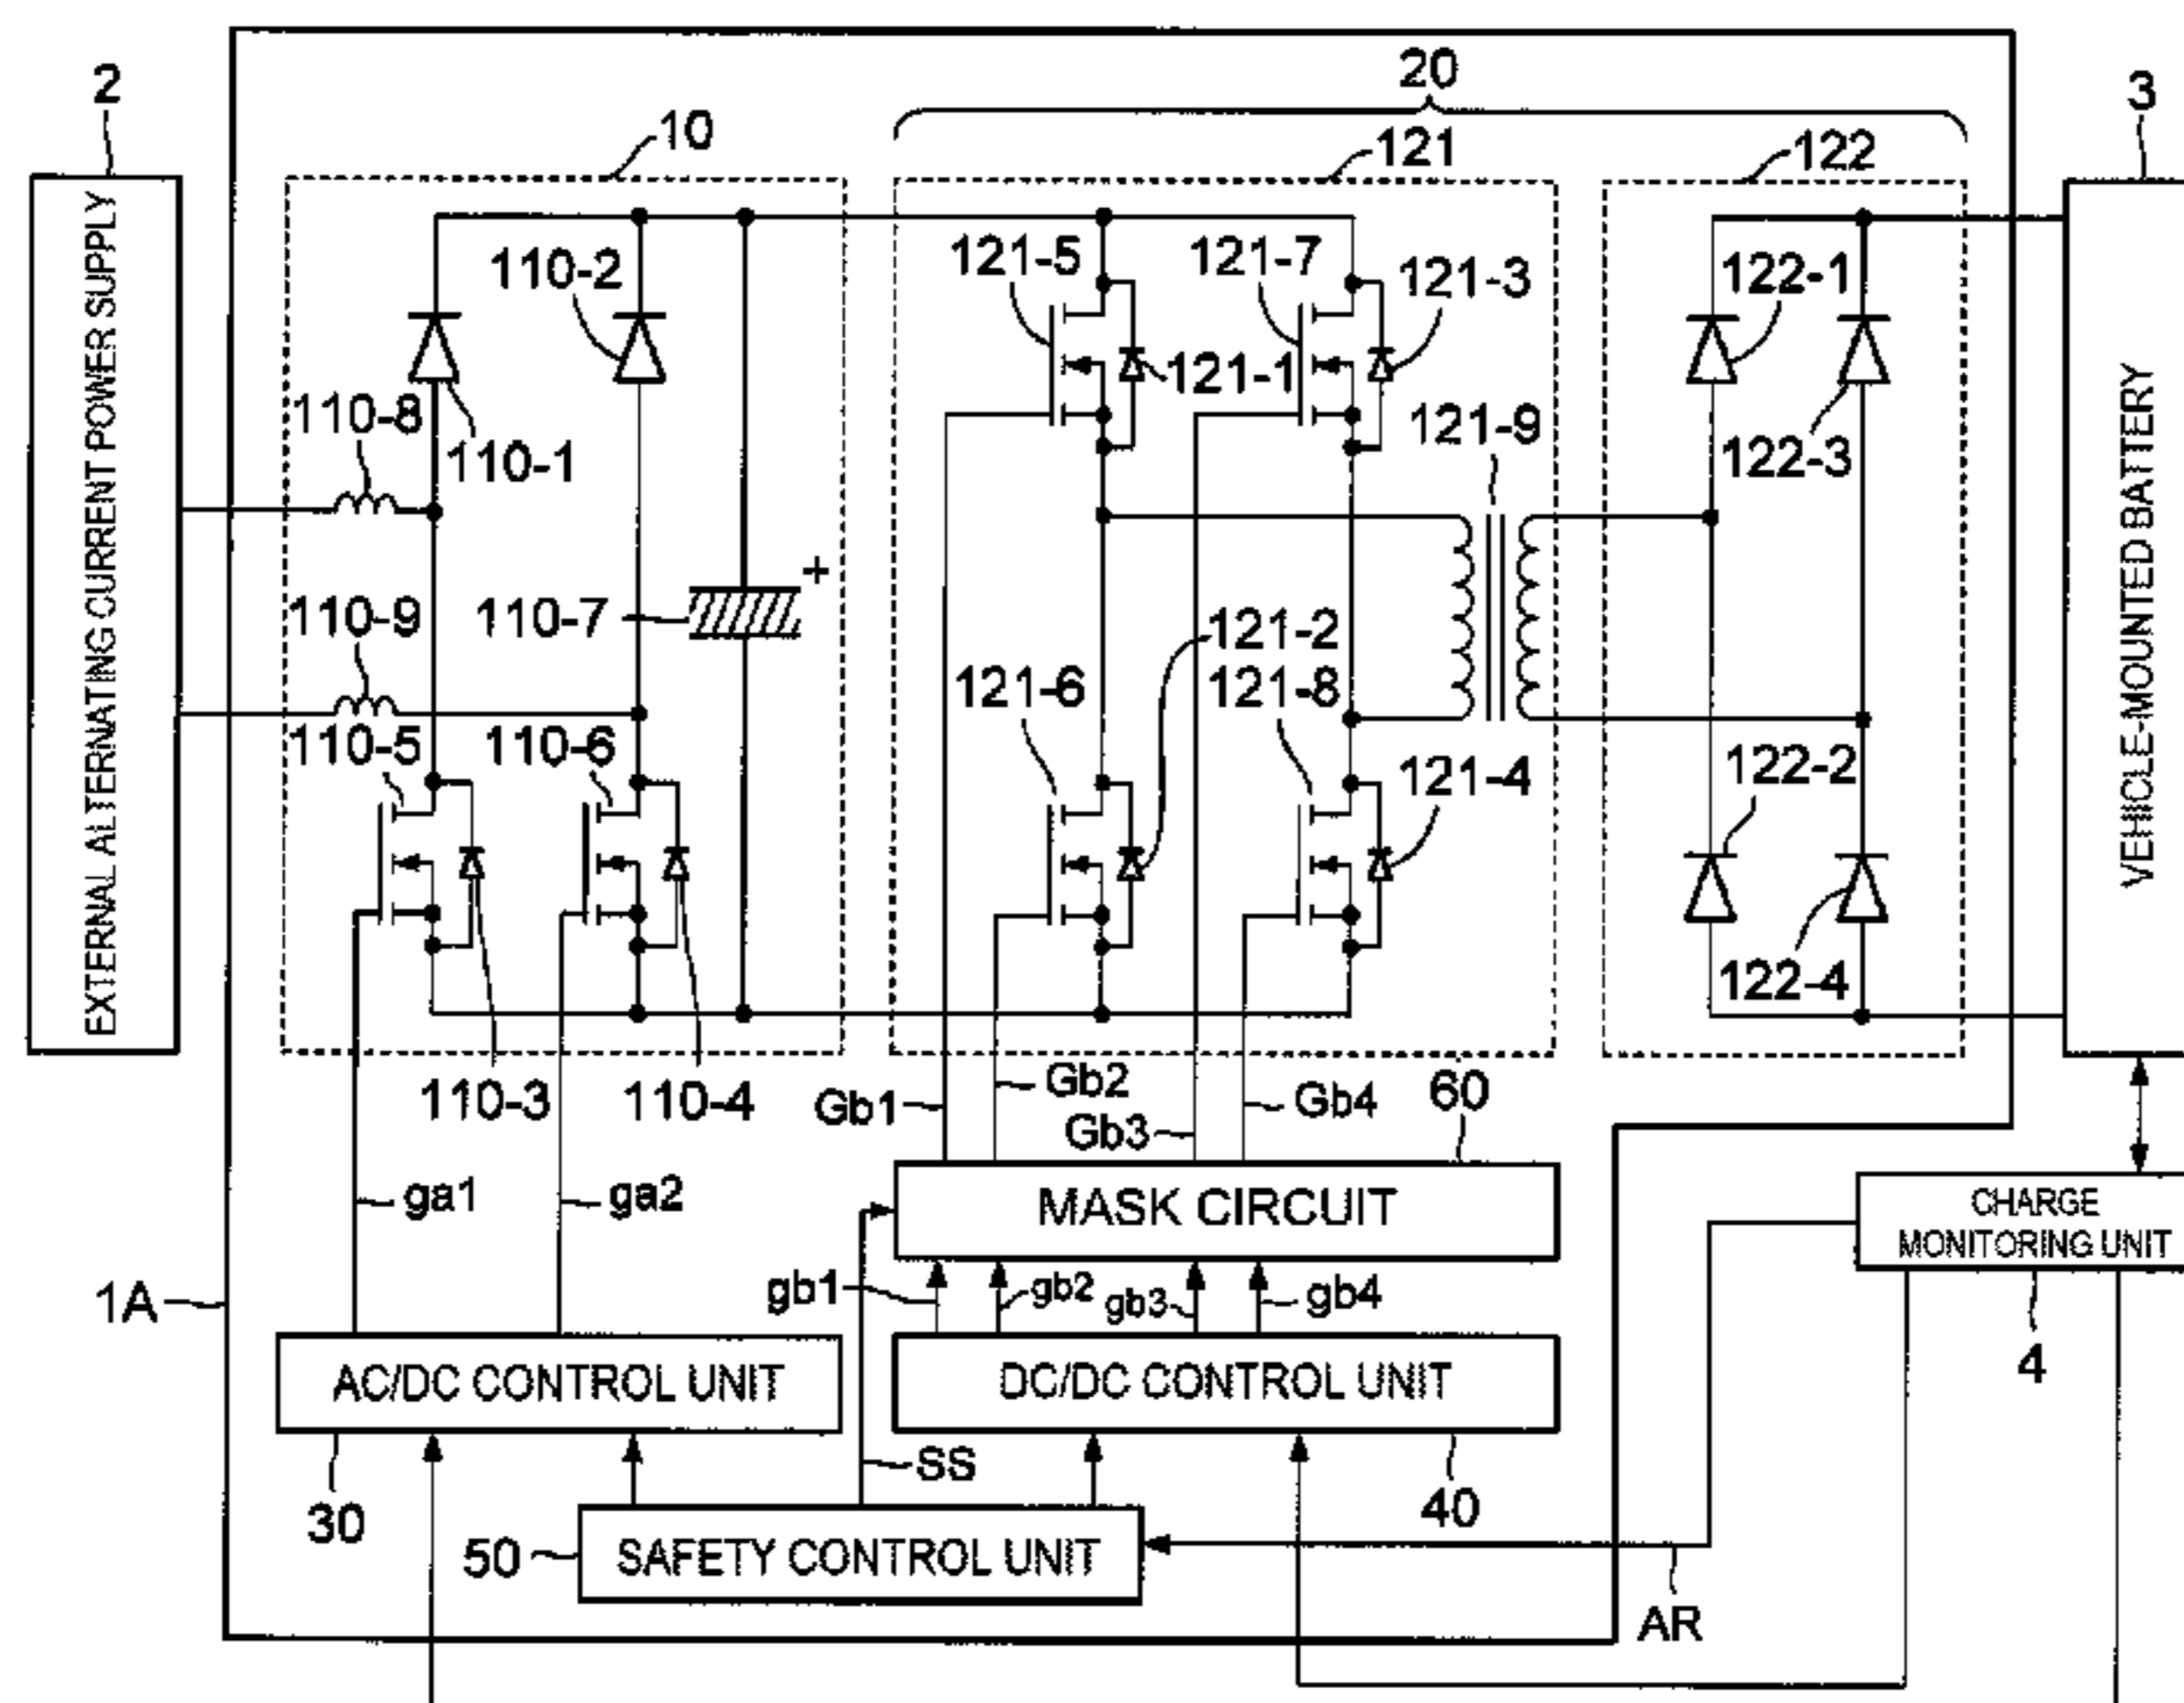 20
2
3
10
121
122
EXTERNAL ALTERNATING CURRENT POWER SUPPLY
110-2
121-5
121-7
121-3
122-1
110-8
121-1
121-9
110-1
122-3
VEHICLE-MOUNTED BATTERY
+
110-9
110-7
121-2
121-6
121-8
110-5
110-6
121-4
122-2
122-4
110-3
110-4
Gb1
Gb2
Gb3
Gb4
60
ga1
ga2
MASK CIRCUIT
CHARGE
MONITORING UNIT
1A
gb1
gb2
gb3
gb4
4
AC/DC CONTROL UNIT
DC/DC CONTROL UNIT
SS
30
40
50
SAFETY CONTROL UNIT
AR